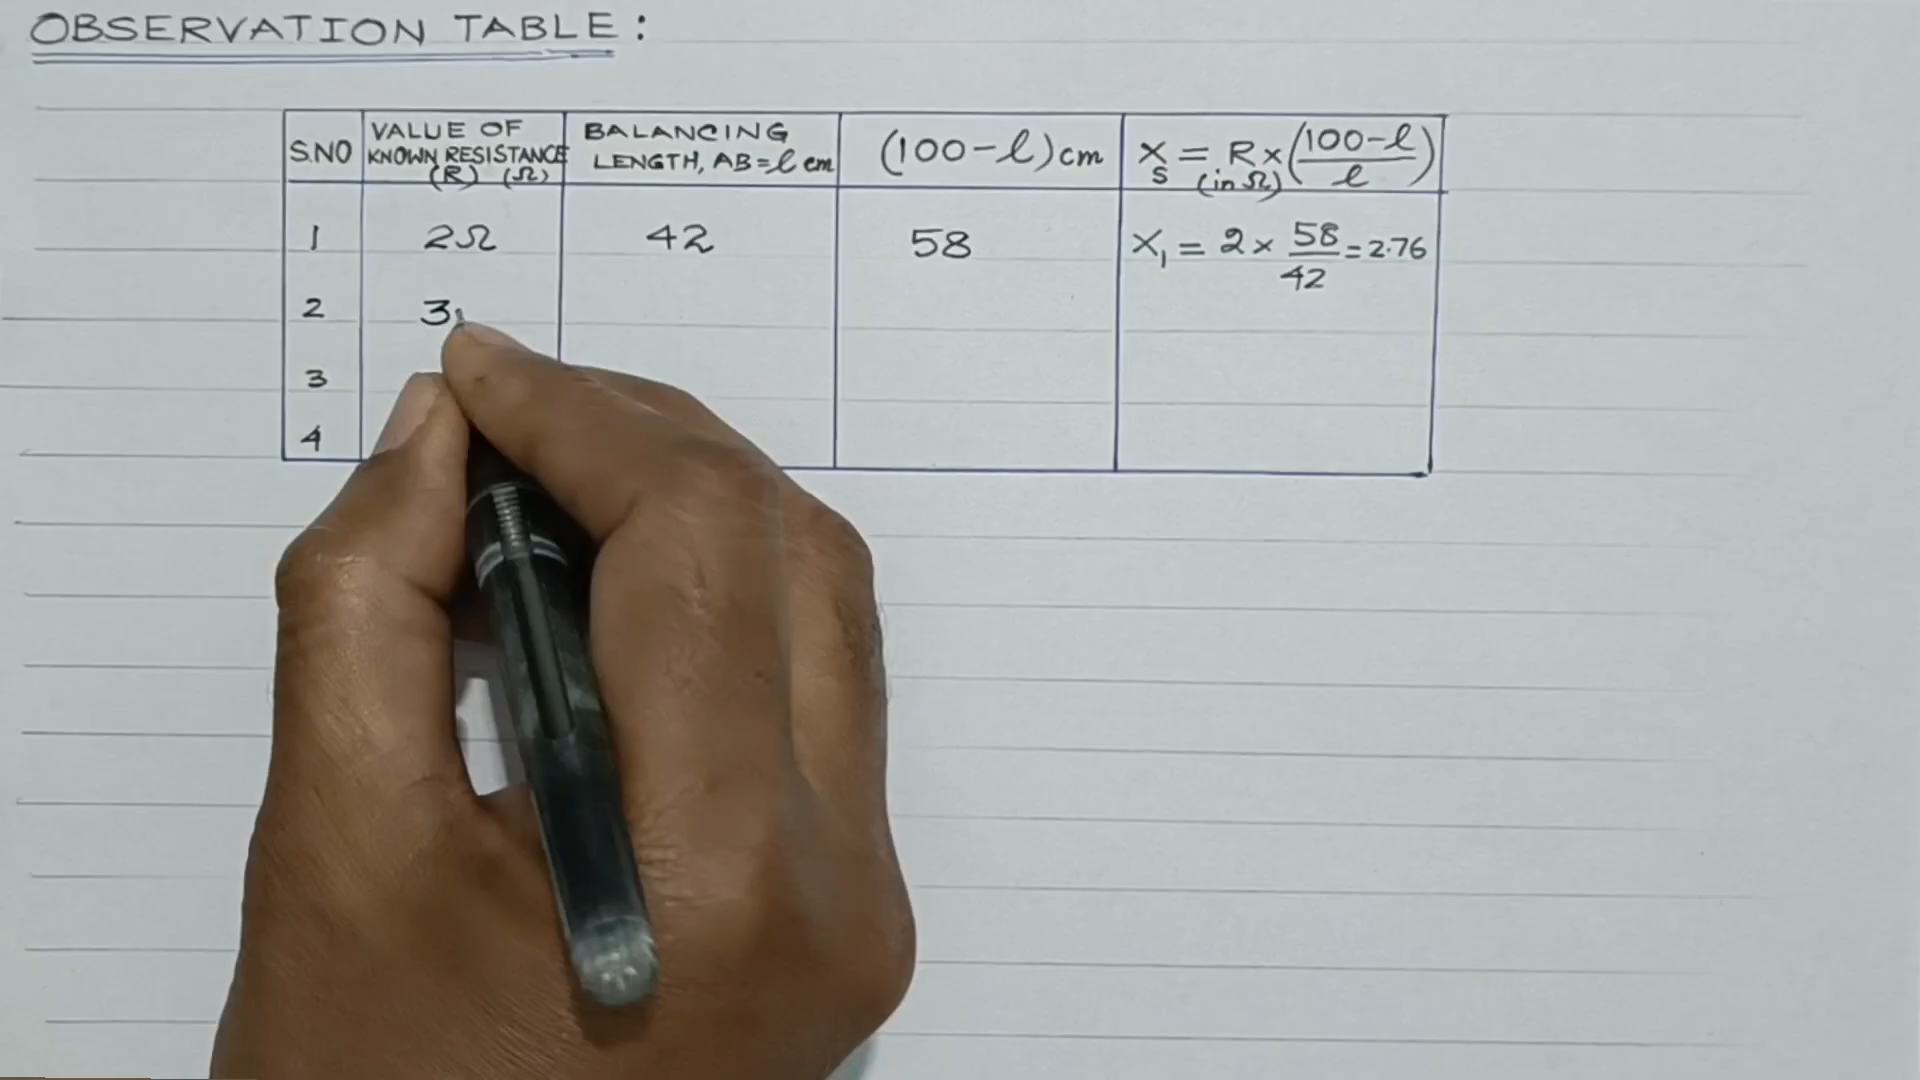 OBSERVATION TABLE :
S.NO
VALUE OF
KNOWN RESISTANCE
(R) (Ω)
BALANCING
LENGTH, AB = l cm
(100 - l) cm
X = R × (100 - l / l)
S (in Ω)
1 2Ω 42 58 X₁ = 2 × 58/42 = 2.76
2 3
3
4